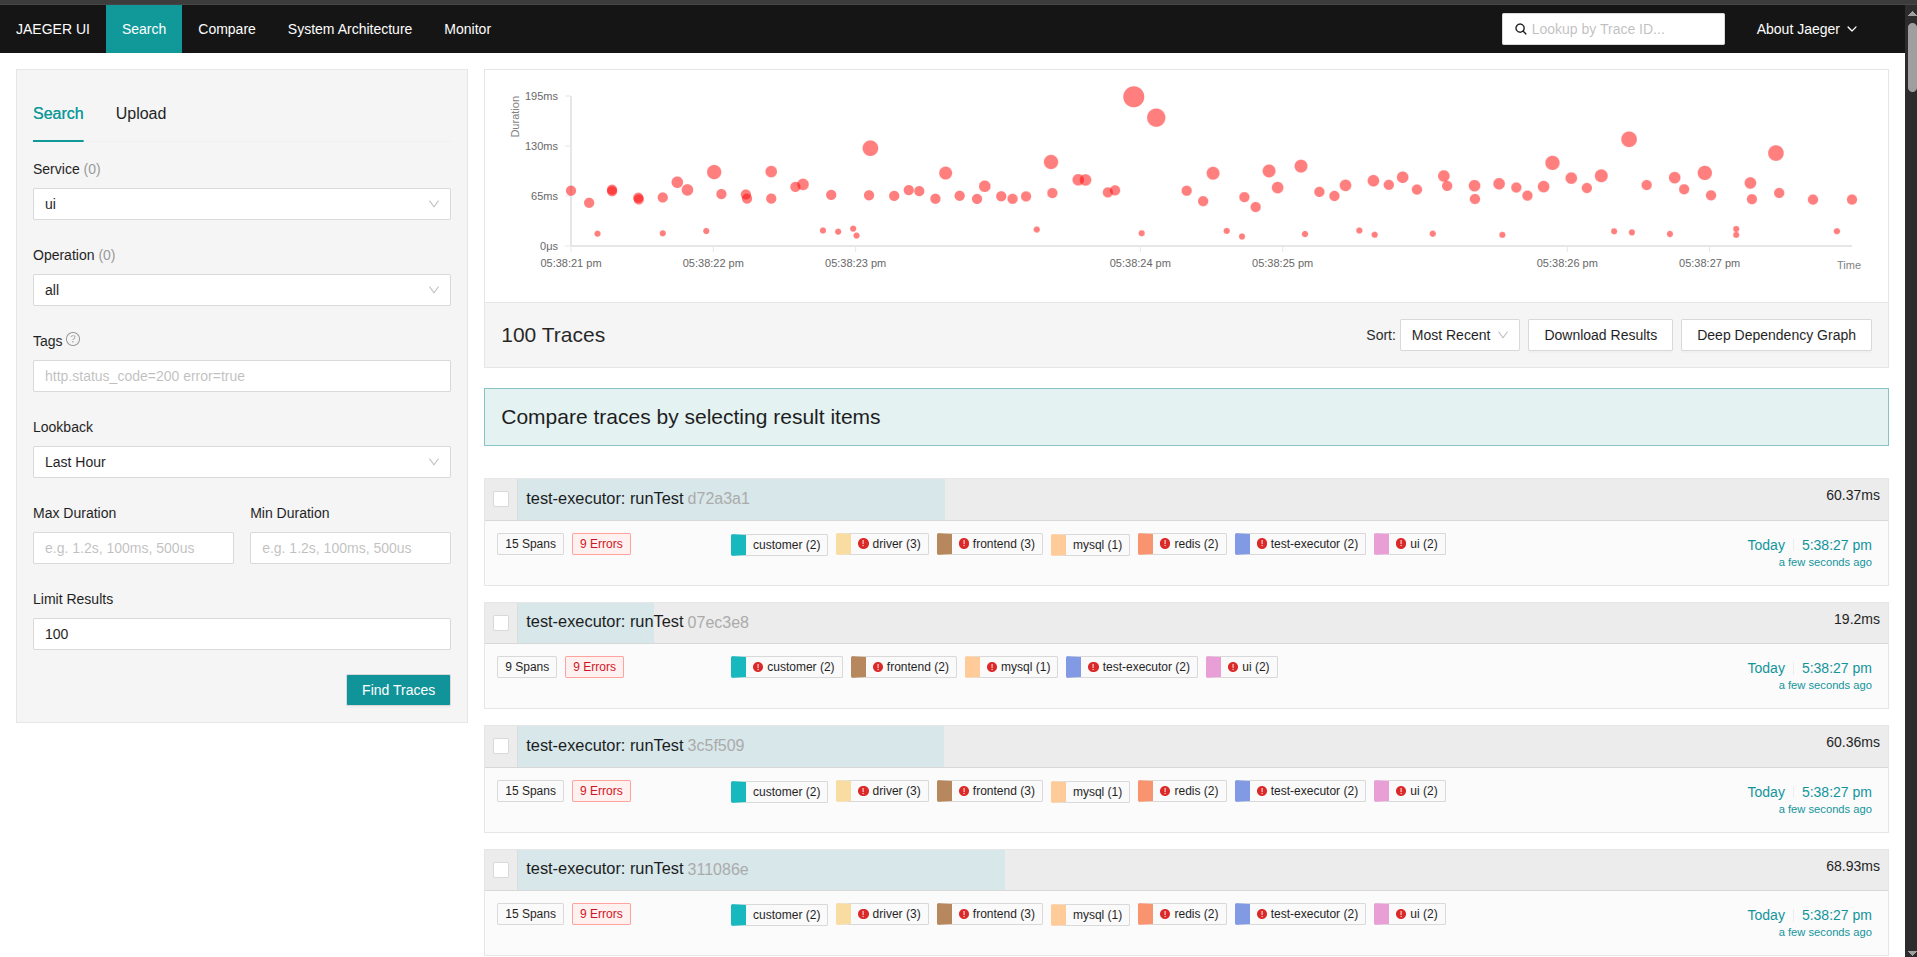 JAEGER UI Search Compare System Architecture Monitor Lookup by Trace ID... About Jaeger
Search Upload
Service (0)
ui
Operation (0)
all
Tags ?
http.status_code=200 error=true
Lookback
Last Hour
Max Duration Min Duration
e.g. 1.2s, 100ms, 500us e.g. 1.2s, 100ms, 500us
Limit Results
100
Find Traces
Duration
195ms
130ms
65ms
0μs
05:38:21 pm 05:38:22 pm 05:38:23 pm 05:38:24 pm 05:38:25 pm 05:38:26 pm 05:38:27 pm
Time
100 Traces Sort: Most Recent Download Results Deep Dependency Graph
Compare traces by selecting result items
test-executor: runTest d72a3a1 60.37ms
15 Spans 9 Errors customer (2) driver (3) frontend (3) mysql (1) redis (2) test-executor (2) ui (2) Today 5:38:27 pm
a few seconds ago
test-executor: runTest 07ec3e8 19.2ms
9 Spans 9 Errors customer (2) frontend (2) mysql (1) test-executor (2) ui (2) Today 5:38:27 pm
a few seconds ago
test-executor: runTest 3c5f509 60.36ms
15 Spans 9 Errors customer (2) driver (3) frontend (3) mysql (1) redis (2) test-executor (2) ui (2) Today 5:38:27 pm
a few seconds ago
test-executor: runTest 311086e 68.93ms
15 Spans 9 Errors customer (2) driver (3) frontend (3) mysql (1) redis (2) test-executor (2) ui (2) Today 5:38:27 pm
a few seconds ago